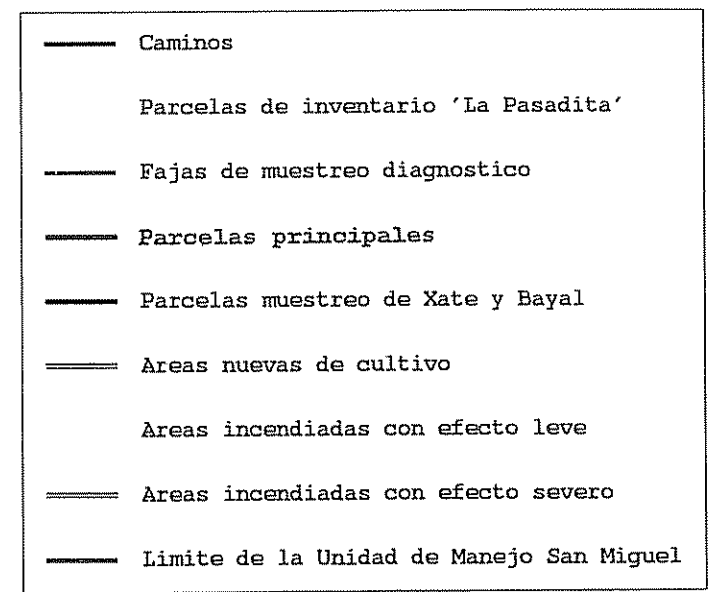 Caminos
Parcelas de inventario 'La Pasadita'
Fajas de muestreo diagnostico
Parcelas principales
Parcelas muestreo de Xate y Bayal
Areas nuevas de cultivo
Areas incendiadas con efecto leve
Areas incendiadas con efecto severo
Limite de la Unidad de Manejo San Miguel